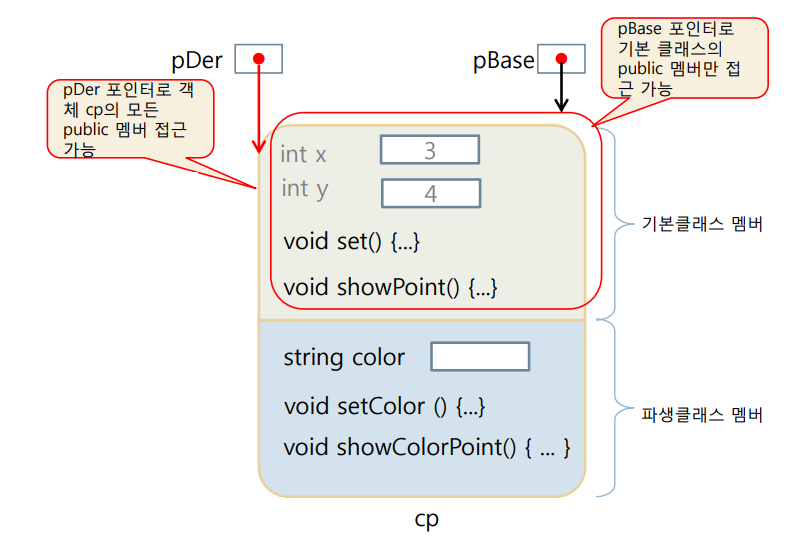 pDer
pBase
pBase 포인터로
기본 클래스의
public 멤버만 접
근 가능
pDer 포인터로 객
체 cp의 모든
public 멤버 접근
가능
int x
3
int y
4
void set() {...}
void showPoint() {...}
기본클래스 멤버
string color
void setColor () {...}
void showColorPoint() { ... }
파생클래스 멤버
cp